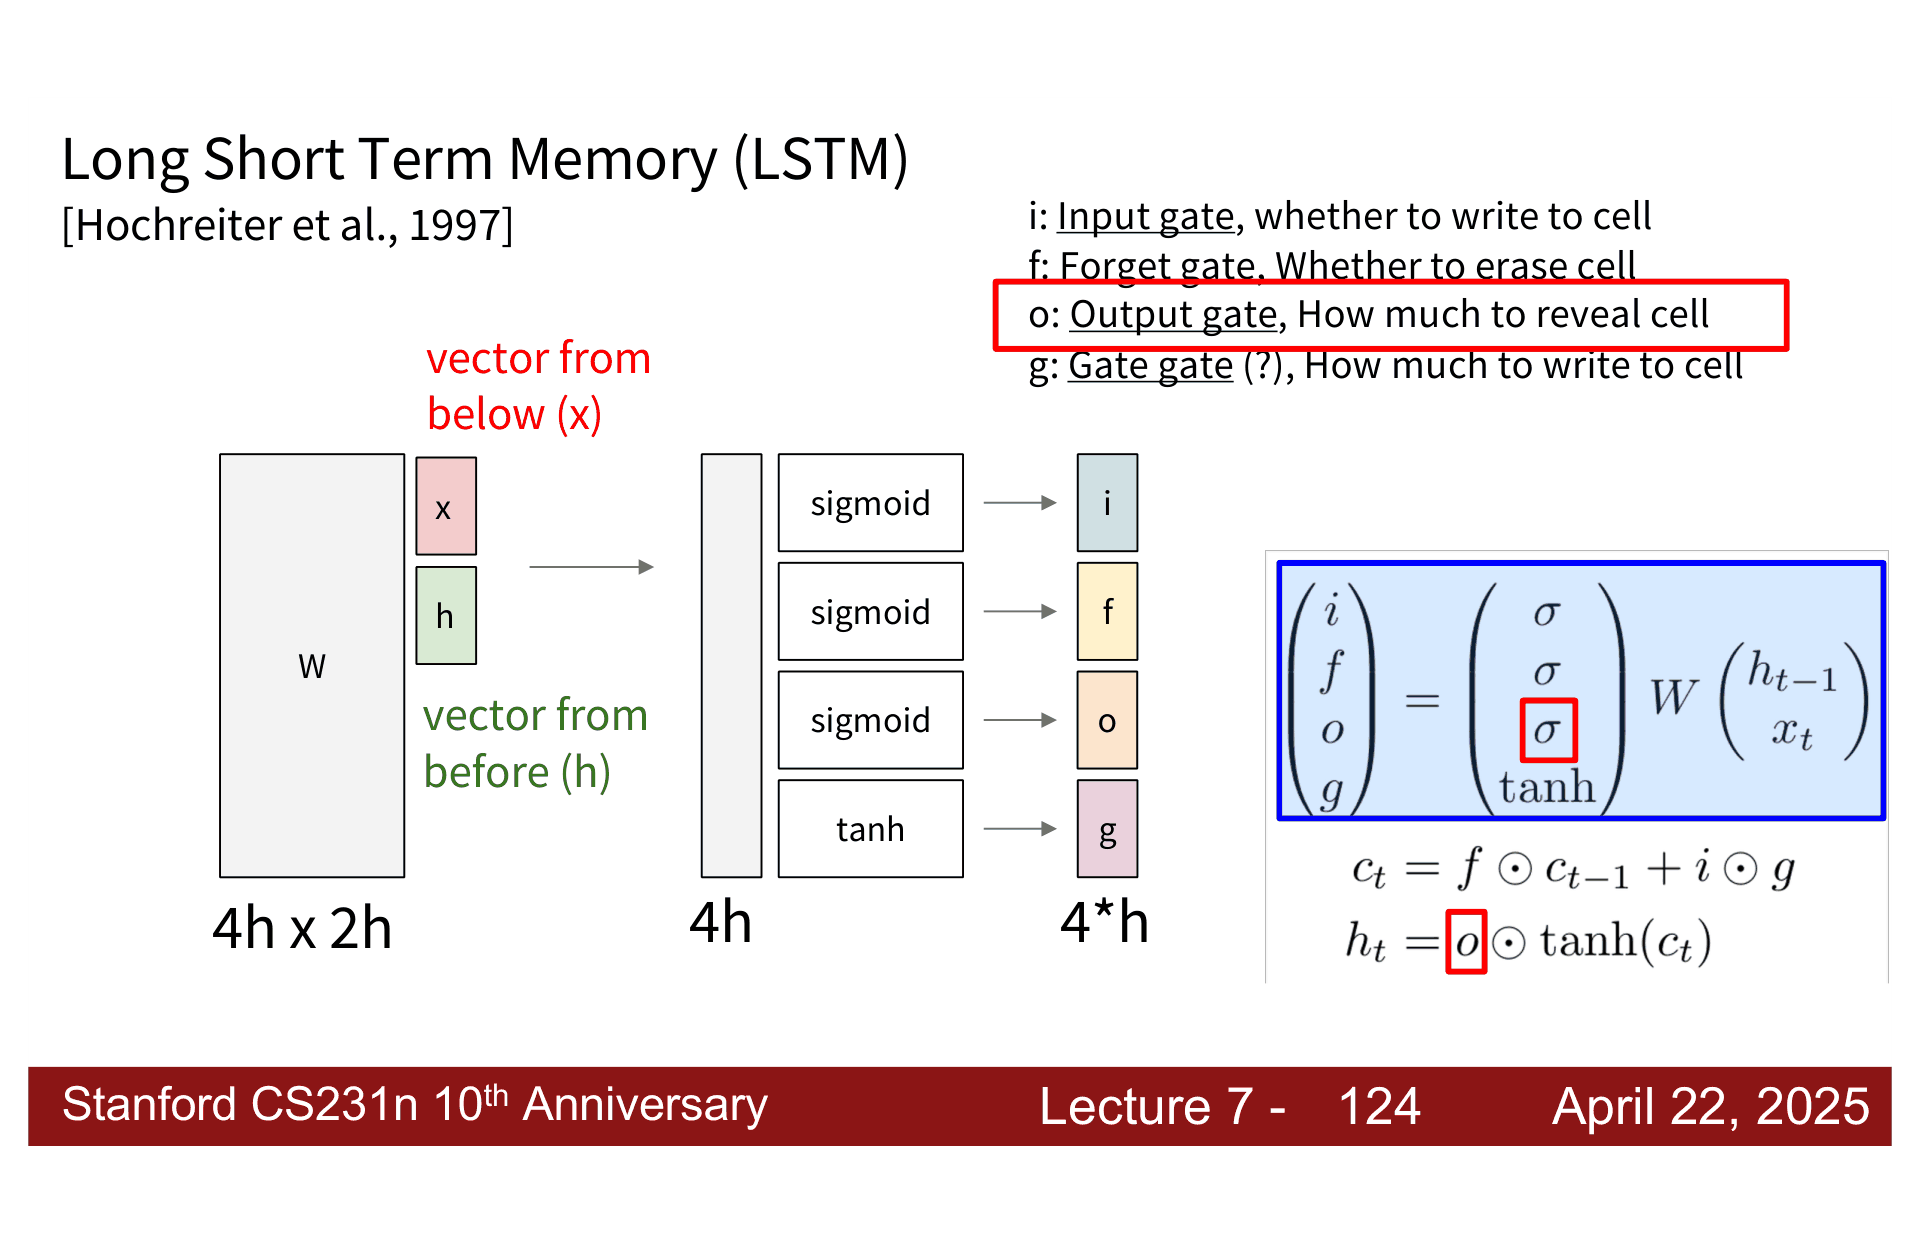 Long Short Term Memory (LSTM)
[Hochreiter et al., 1997]
i: Input gate, whether to write to cell
f: Forget gate, Whether to erase cell
o: Output gate, How much to reveal cell
g: Gate gate (?), How much to write to cell
vector from
below (x)
x
h
W
vector from
before (h)
4h x 2h
sigmoid
sigmoid
sigmoid
tanh
4h
i
f
o
g
4*h
i
f
o
g
=
σ
σ
σ
tanh
W
h_{t−1}
x_t
c_t = f ⊙ c_{t−1} + i ⊙ g
h_t = o ⊙ tanh(c_t)
Stanford CS231n 10th Anniversary
Lecture 7 - 124
April 22, 2025